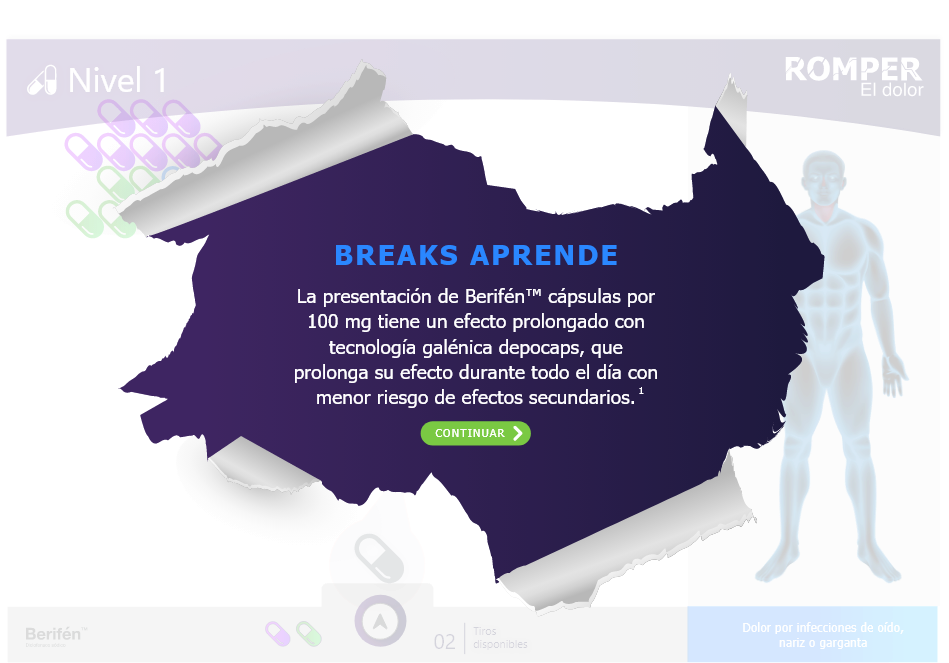 Nivel 1
ROMPER
El dolor
BREAKS APRENDE
La presentación de Berifén™ cápsulas por
100 mg tiene un efecto prolongado con
tecnología galénica depocaps, que
prolonga su efecto durante todo el día con
menor riesgo de efectos secundarios.¹
CONTINUAR
Berifén™
02
Tiros
disponibles
Dolor por infecciones de oído,
nariz o garganta